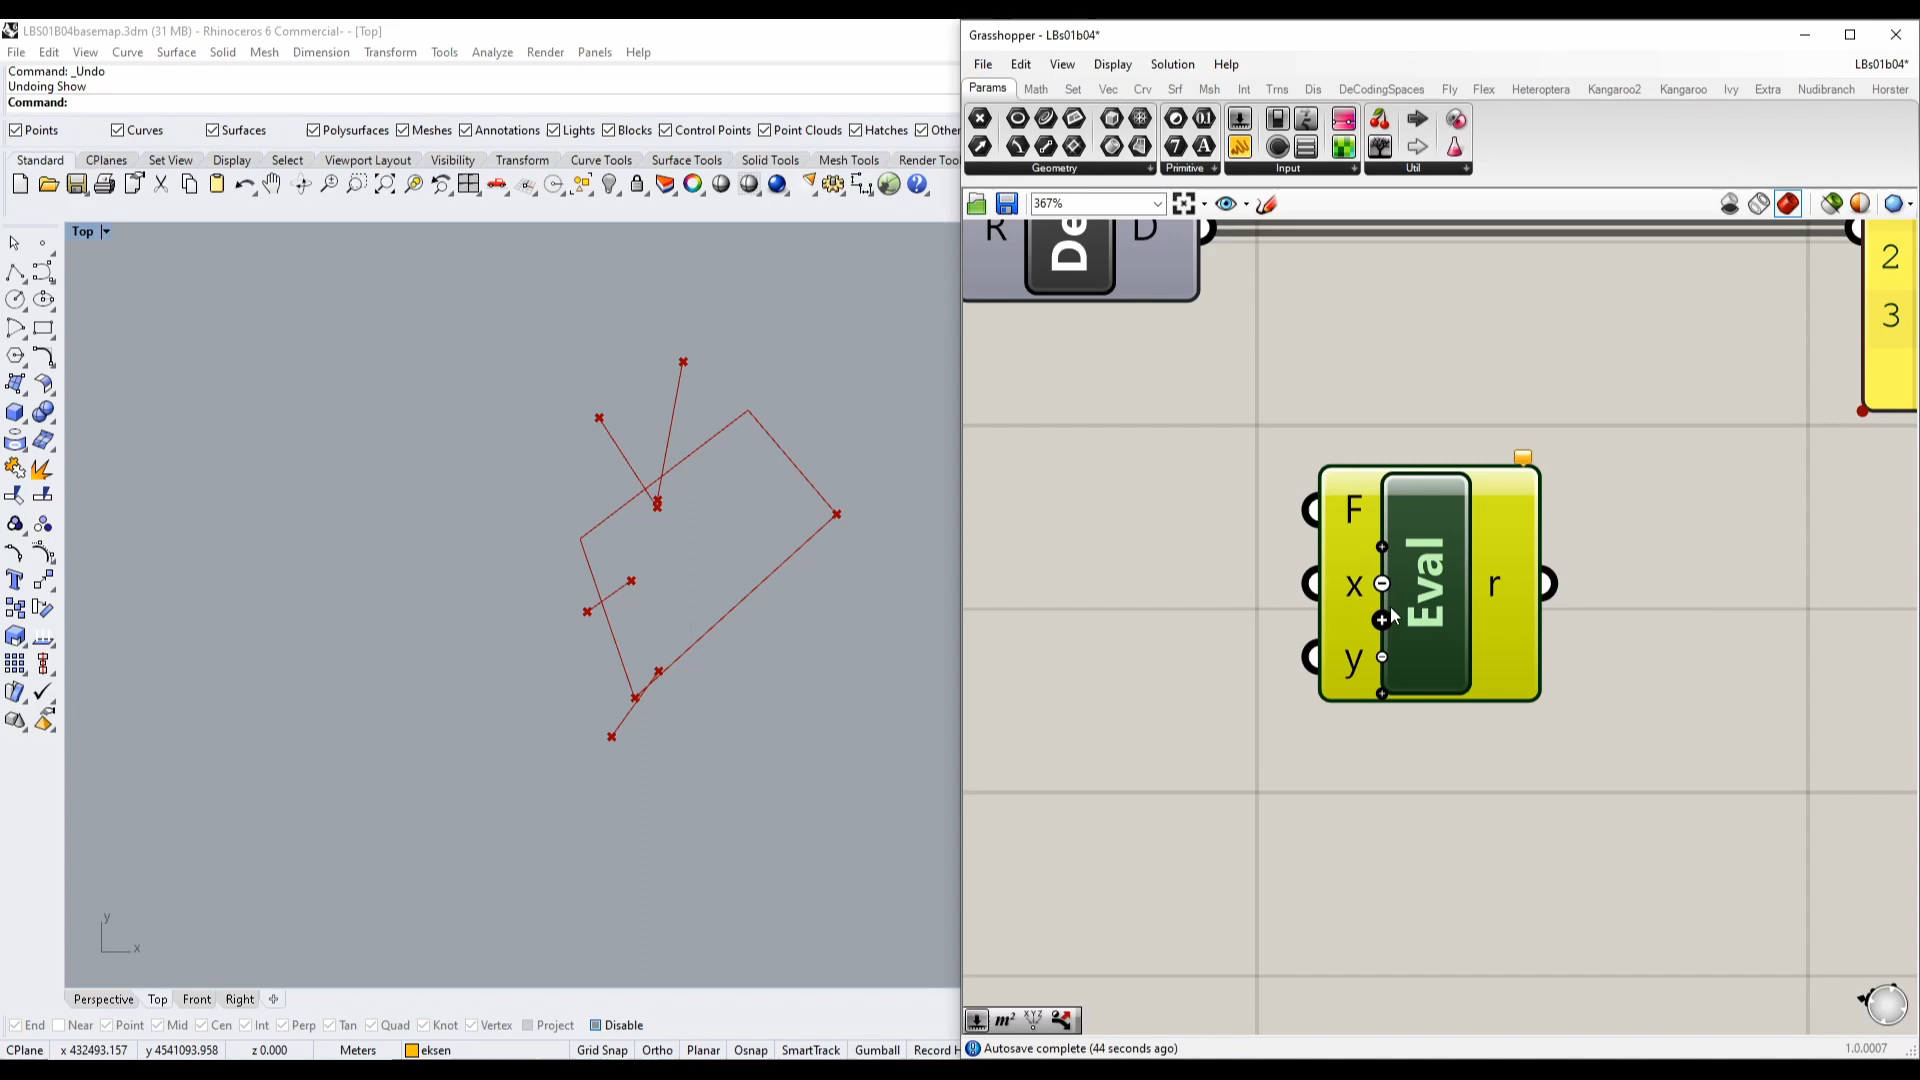 LBS01B04basemap.3dm (31 MB) - Rhinoceros 6 Commercial- - [Top]
File Edit View Curve Surface Solid Mesh Dimension Transform Tools Analyze Render Panels Help
Command: _Undo
Undoing Show
Command:
Points Curves Surfaces Polysurfaces Meshes Annotations Lights Blocks Control Points Point Clouds Hatches Other
Standard CPlanes Set View Display Select Viewport Layout Visibility Transform Curve Tools Surface Tools Solid Tools Mesh Tools Render Too
Top
y
x
Perspective Top Front Right
End Near Point Mid Cen Int Perp Tan Quad Knot Vertex Project Disable
CPlane x 432493.157 y 4541093.958 z 0.000 Meters eksen Grid Snap Ortho Planar Osnap SmartTrack Gumball Record H
Grasshopper - LBs01b04*
File Edit View Display Solution Help LBs01b04*
Params Math Set Vec Crv Srf Msh Int Trns Dis DeCodingSpaces Fly Flex Heteroptera Kangaroo2 Kangaroo Ivy Extra Nudibranch Horster
Geometry Primitive Input Util
367%
R De D
2
3
F
x
y
Eval
r
m² XYZ
Autosave complete (44 seconds ago) 1.0.0007